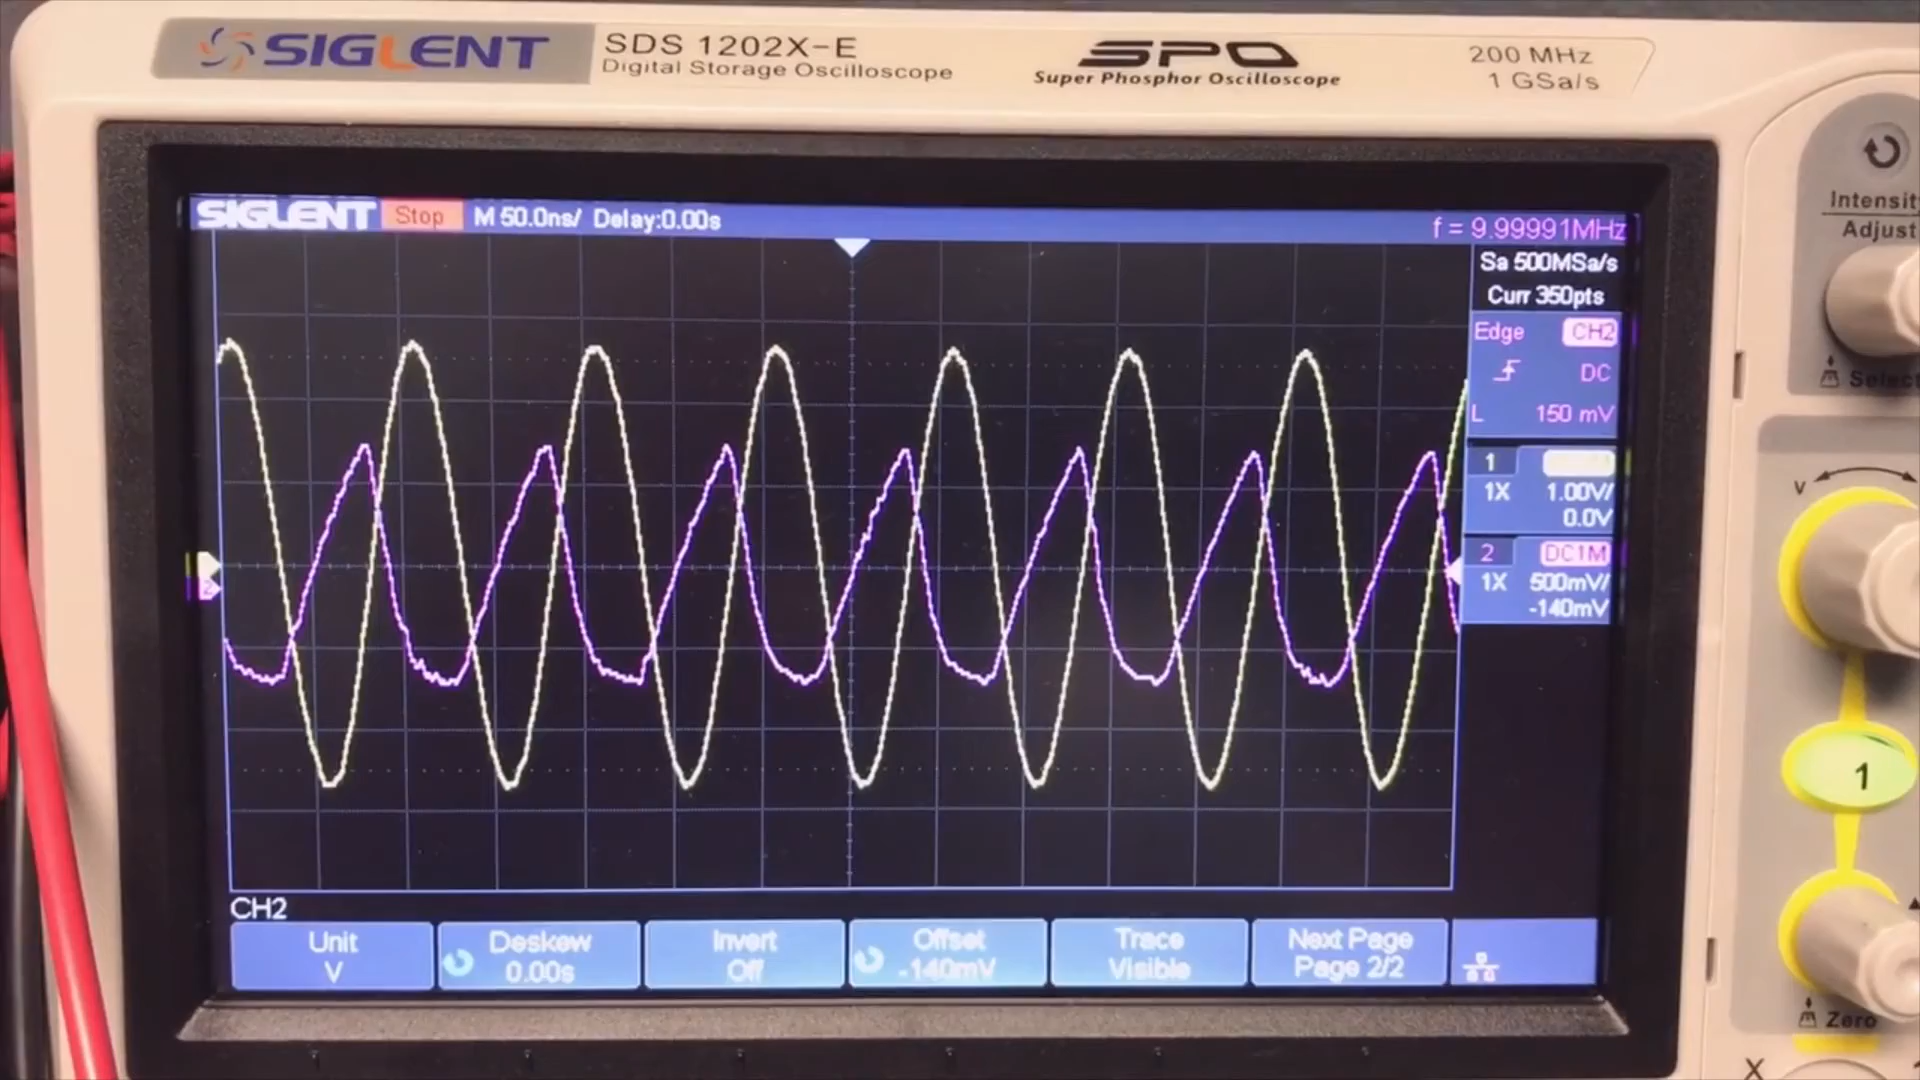 SIGLENT SDS 1202X-E
Digital Storage Oscilloscope
SPO
Super Phosphor Oscilloscope
200 MHz
1 GSa/s
Intensity
Adjust
Select
SIGLENT Stop M 50.0ns/ Delay:0.00s f = 9.99991MHz
Sa 500MSa/s
Curr 350pts
Edge CH2
DC
L 150 mV
1
1X 1.00V/
0.0V
2 DC1M
1X 500mV/
-140mV
2
V
1
CH2
Unit
V
Deskew
0.00s
Invert
Off
Offset
-140mV
Trace
Visible
Next Page
Page 2/2
Zero
X